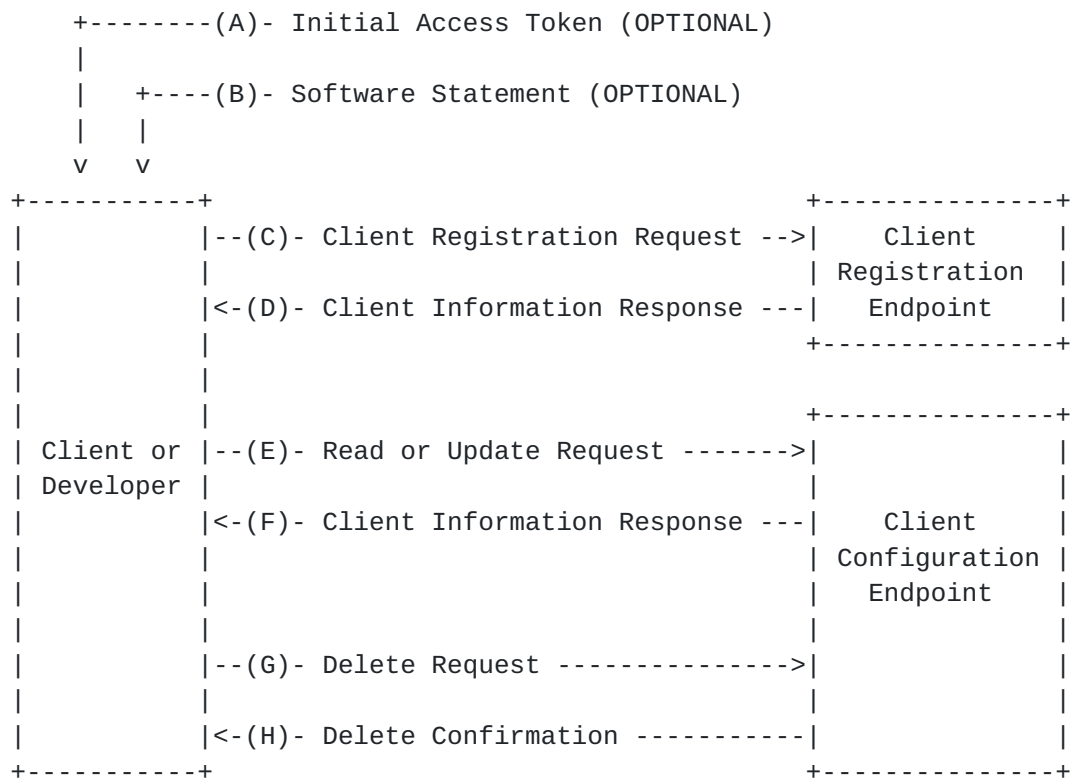 (A)- Initial Access Token (OPTIONAL)
(B)- Software Statement (OPTIONAL)
(C)- Client Registration Request
Client
Registration
(D)- Client Information Response
Endpoint
Client or
(E)- Read or Update Request
Developer
(F)- Client Information Response
Client
Configuration
Endpoint
(G)- Delete Request
(H)- Delete Confirmation